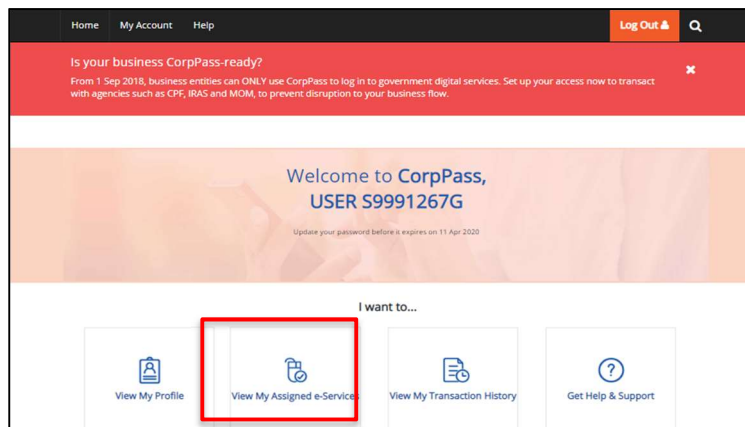 Home My Account Help Log Out
Is your business CorpPass-ready?
From 1 Sep 2018, business entities can ONLY use CorpPass to log in to government digital services. Set up your access now to transact
with agencies such as CPF, IRAS and MOM, to prevent disruption to your business flow.
Welcome to CorpPass,
USER S9991267G
Update your password before it expires on 11 Apr 2020
I want to...
View My Profile View My Assigned e-Services View My Transaction History Get Help & Support